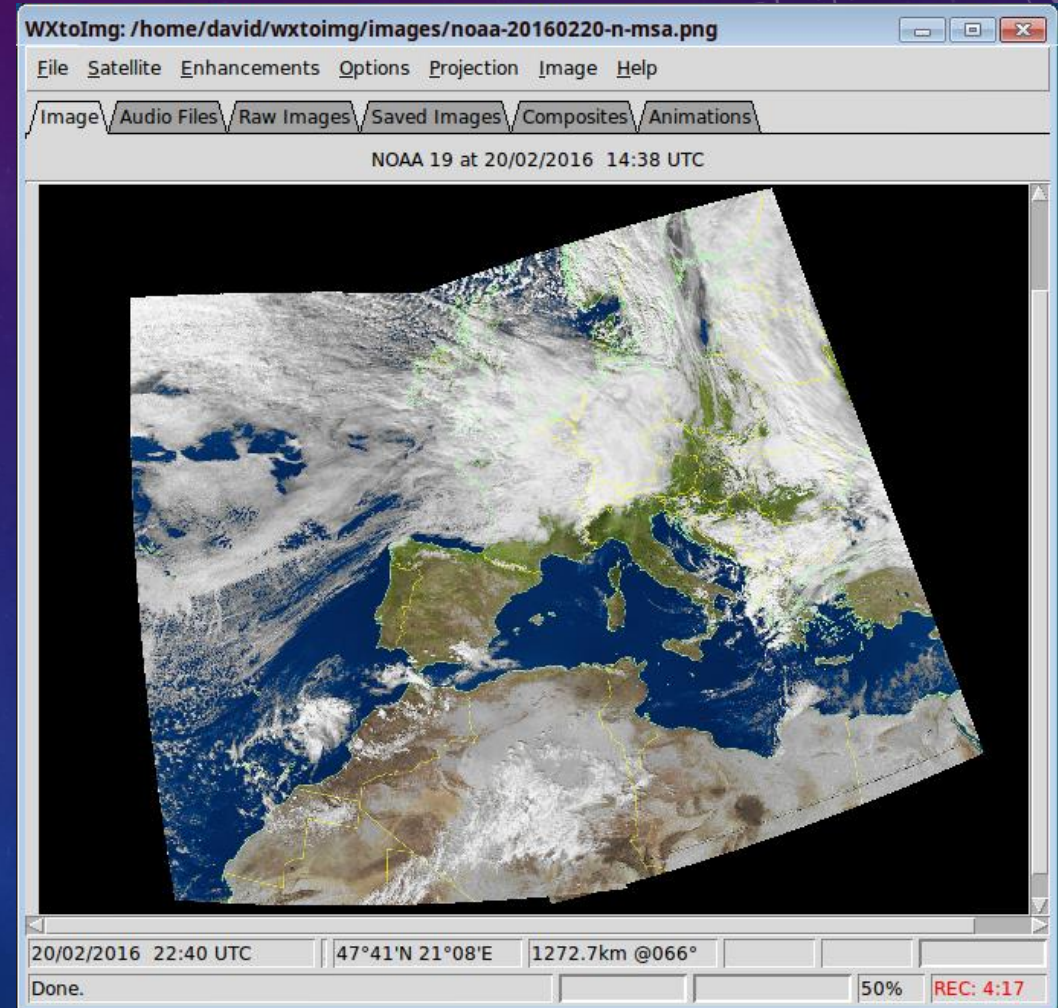 WXtoImg: /home/david/wxtoimg/images/noaa-20160220-n-msa.png
File Satellite Enhancements Options Projection Image Help
Image Audio Files Raw Images Saved Images Composites Animations
NOAA 19 at 20/02/2016 14:38 UTC
20/02/2016 22:40 UTC 47°41'N 21°08'E 1272.7km @066°
Done. 50% REC: 4:17